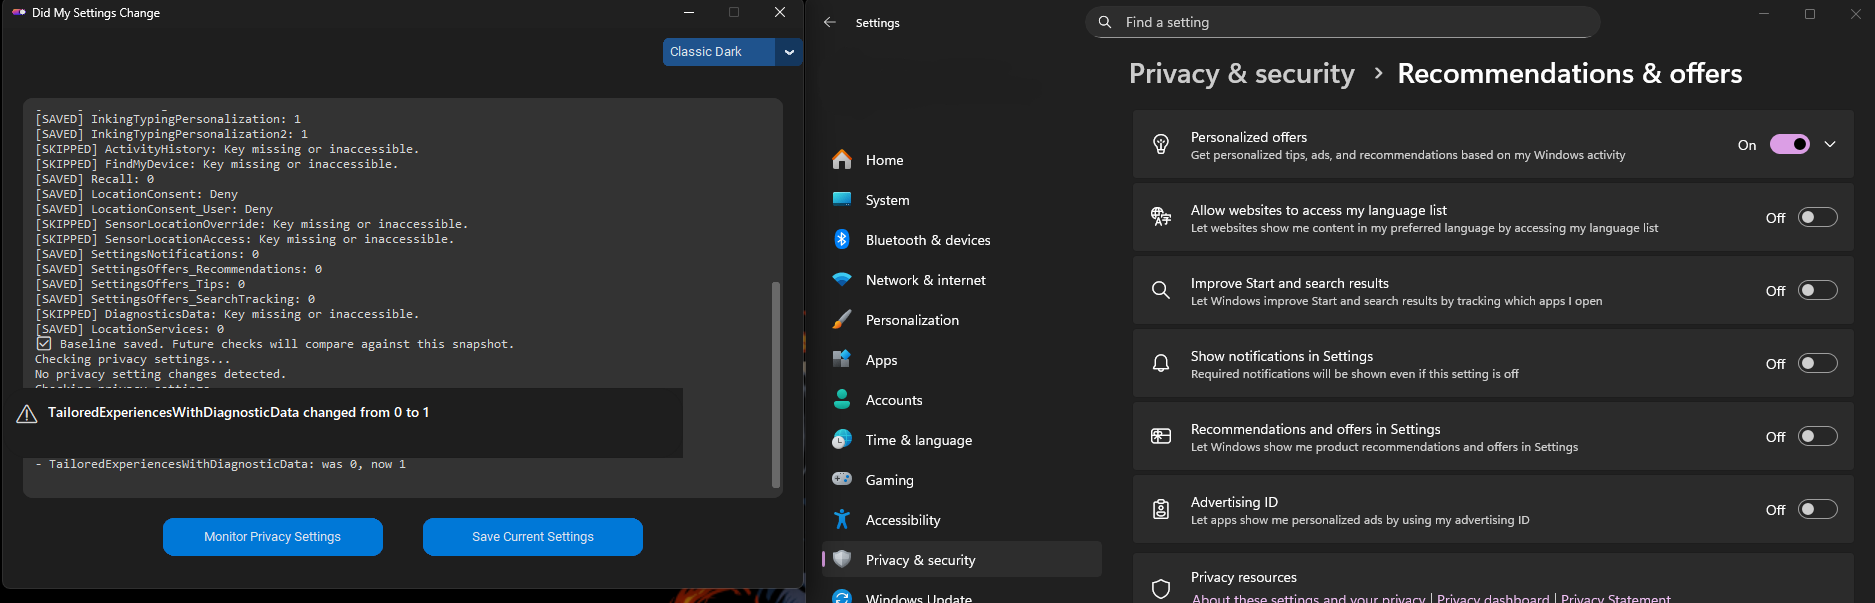 Did My Settings Change
Classic Dark
[SAVED] InkingTypingPersonalization: 1
[SAVED] InkingTypingPersonalization2: 1
[SKIPPED] ActivityHistory: Key missing or inaccessible.
[SKIPPED] FindMyDevice: Key missing or inaccessible.
[SAVED] Recall: 0
[SAVED] LocationConsent: Deny
[SAVED] LocationConsent_User: Deny
[SKIPPED] SensorLocationOverride: Key missing or inaccessible.
[SKIPPED] SensorLocationAccess: Key missing or inaccessible.
[SAVED] SettingsNotifications: 0
[SAVED] SettingsOffers_Recommendations: 0
[SAVED] SettingsOffers_Tips: 0
[SAVED] SettingsOffers_SearchTracking: 0
[SKIPPED] DiagnosticsData: Key missing or inaccessible.
[SAVED] LocationServices: 0
Baseline saved. Future checks will compare against this snapshot.
Checking privacy settings...
No privacy setting changes detected.
TailoredExperiencesWithDiagnosticData changed from 0 to 1
- TailoredExperiencesWithDiagnosticData: was 0, now 1
Monitor Privacy Settings
Save Current Settings
Settings
Find a setting
Home
System
Bluetooth & devices
Network & internet
Personalization
Apps
Accounts
Time & language
Gaming
Accessibility
Privacy & security
Windows Update
Privacy & security > Recommendations & offers
Personalized offers
Get personalized tips, ads, and recommendations based on my Windows activity
On
Allow websites to access my language list
Let websites show me content in my preferred language by accessing my language list
Off
Improve Start and search results
Let Windows improve Start and search results by tracking which apps I open
Off
Show notifications in Settings
Required notifications will be shown even if this setting is off
Off
Recommendations and offers in Settings
Let Windows show me product recommendations and offers in Settings
Off
Advertising ID
Let apps show me personalized ads by using my advertising ID
Off
Privacy resources
About these settings and your privacy | Privacy dashboard | Privacy Statement